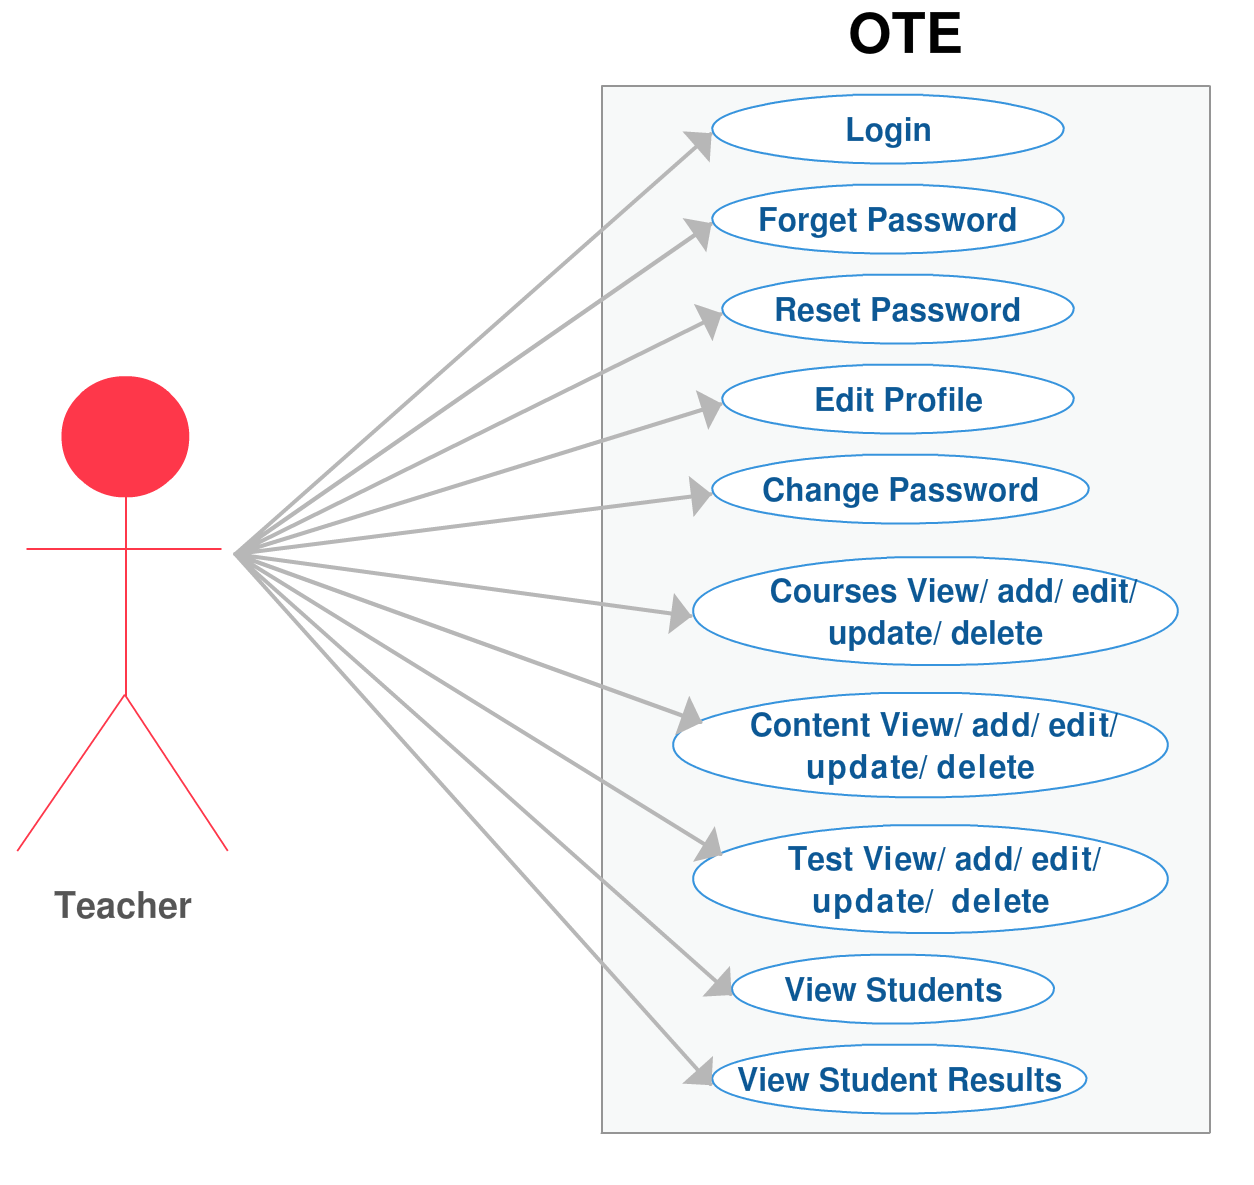 OTE
Login
Forget Password
Reset Password
Edit Profile
Change Password
Courses View/ add/ edit/
update/ delete
Content View/ add/ edit/
update/ delete
Test View/ add/ edit/
update/ delete
View Students
View Student Results
Teacher